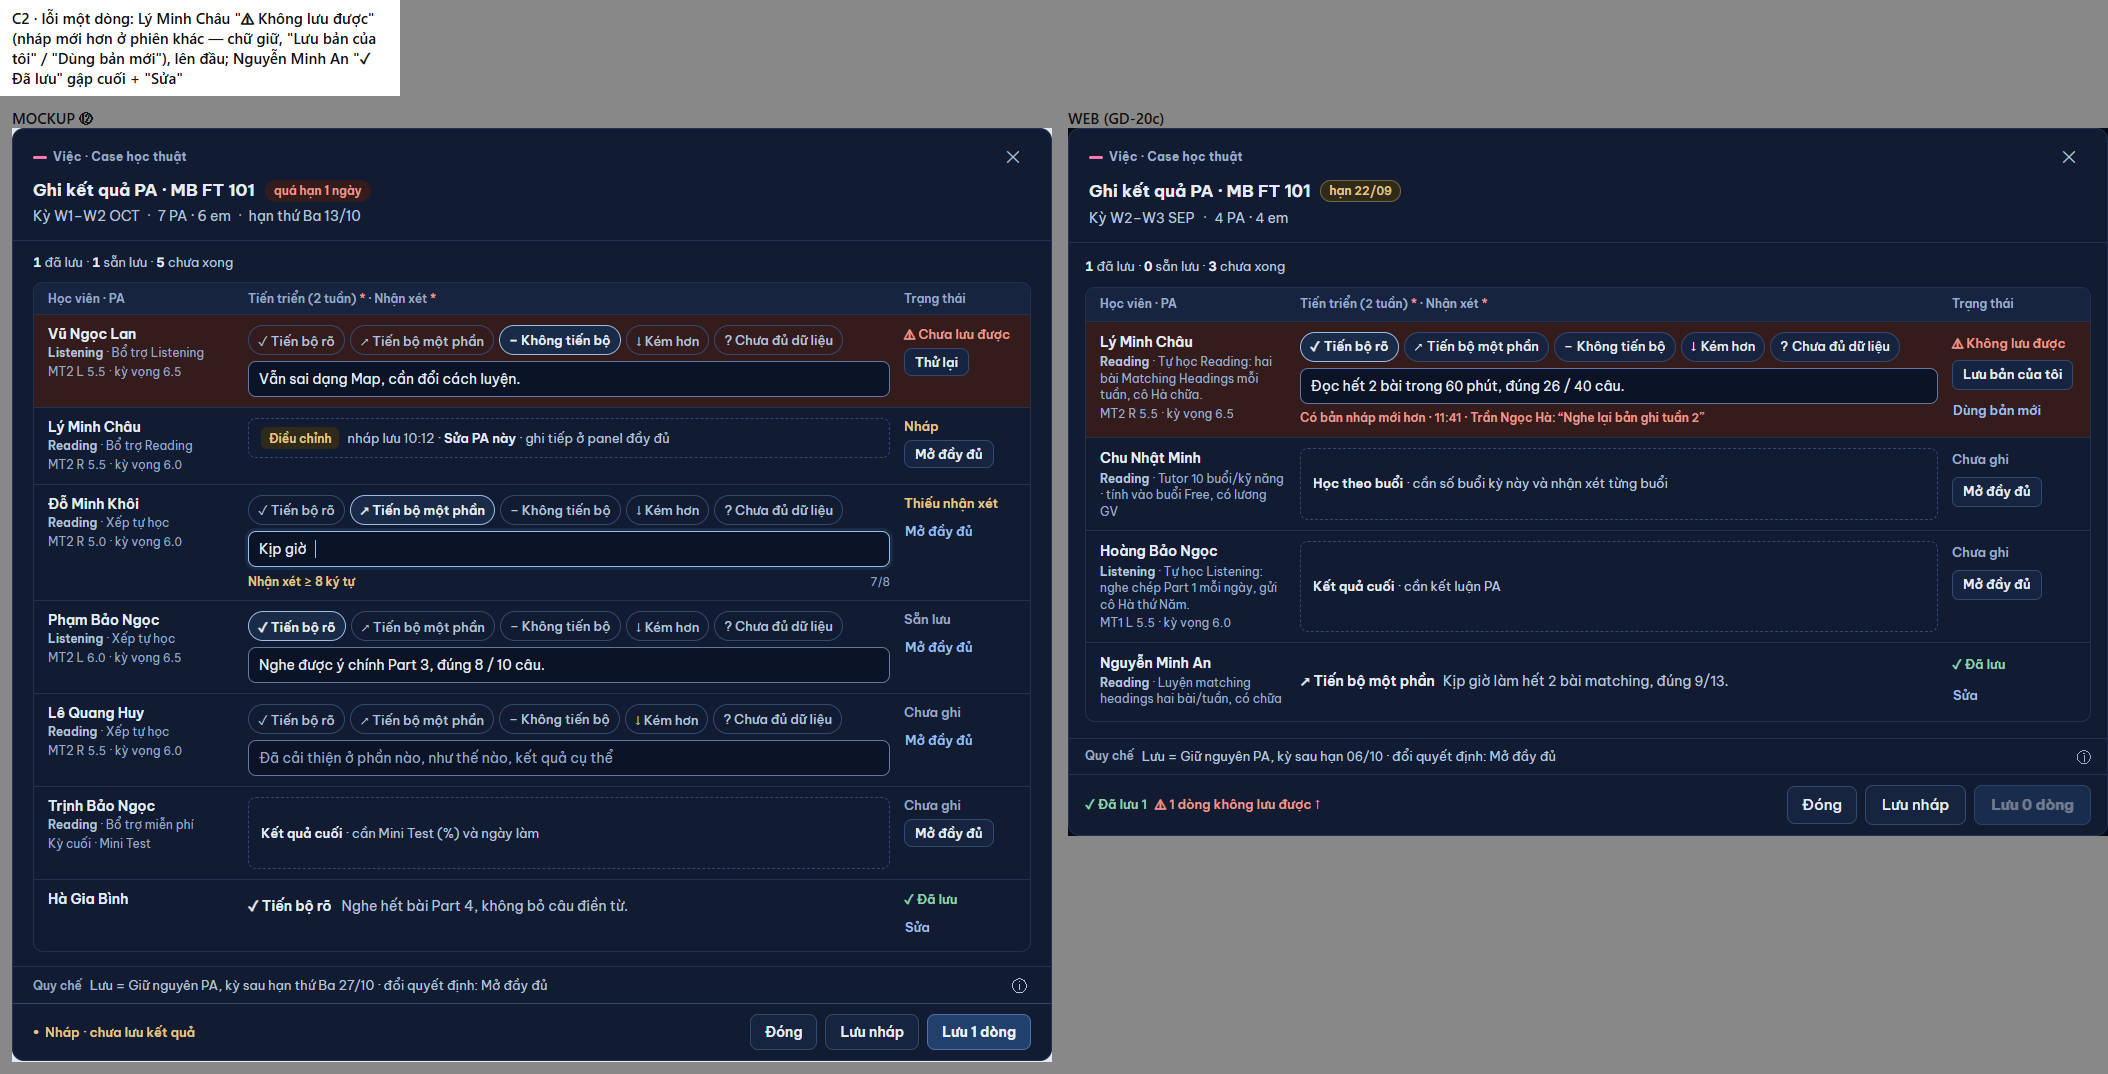 C2 · lỗi một dòng: Lý Minh Châu "⚠ Không lưu được"
(nháp mới hơn ở phiên khác — chữ giữ, "Lưu bản của
tôi" / "Dùng bản mới"), lên đầu; Nguyễn Minh An "✓
Đã lưu" gập cuối + "Sửa"
MOCKUP ⑫
Việc · Case học thuật
Ghi kết quả PA · MB FT 101 quá hạn 1 ngày
Kỳ W1–W2 OCT · 7 PA · 6 em · hạn thứ Ba 13/10
1 đã lưu · 1 sẵn lưu · 5 chưa xong
Học viên · PA Tiến triển (2 tuần) * · Nhận xét * Trạng thái
Vũ Ngọc Lan
Listening · Bổ trợ Listening
MT2 L 5.5 · kỳ vọng 6.5
✓ Tiến bộ rõ ↗ Tiến bộ một phần – Không tiến bộ ↓ Kém hơn ? Chưa đủ dữ liệu
Vẫn sai dạng Map, cần đổi cách luyện.
⚠ Chưa lưu được
Thử lại
Lý Minh Châu
Reading · Bổ trợ Reading
MT2 R 5.5 · kỳ vọng 6.0
Điều chỉnh nháp lưu 10:12 · Sửa PA này · ghi tiếp ở panel đầy đủ
Nháp
Mở đầy đủ
Đỗ Minh Khôi
Reading · Xếp tự học
MT2 R 5.0 · kỳ vọng 6.0
✓ Tiến bộ rõ ↗ Tiến bộ một phần – Không tiến bộ ↓ Kém hơn ? Chưa đủ dữ liệu
Kịp giờ
Nhận xét ≥ 8 ký tự 7/8
Thiếu nhận xét
Mở đầy đủ
Phạm Bảo Ngọc
Listening · Xếp tự học
MT2 L 6.0 · kỳ vọng 6.5
✓ Tiến bộ rõ ↗ Tiến bộ một phần – Không tiến bộ ↓ Kém hơn ? Chưa đủ dữ liệu
Nghe được ý chính Part 3, đúng 8 / 10 câu.
Sẵn lưu
Mở đầy đủ
Lê Quang Huy
Reading · Xếp tự học
MT2 R 5.5 · kỳ vọng 6.0
✓ Tiến bộ rõ ↗ Tiến bộ một phần – Không tiến bộ ↓ Kém hơn ? Chưa đủ dữ liệu
Đã cải thiện ở phần nào, như thế nào, kết quả cụ thể
Chưa ghi
Mở đầy đủ
Trịnh Bảo Ngọc
Reading · Bổ trợ miễn phí
Kỳ cuối · Mini Test
Kết quả cuối · cần Mini Test (%) và ngày làm
Chưa ghi
Mở đầy đủ
Hà Gia Bình
✓ Tiến bộ rõ Nghe hết bài Part 4, không bỏ câu điền từ.
✓ Đã lưu
Sửa
Quy chế Lưu = Giữ nguyên PA, kỳ sau hạn thứ Ba 27/10 · đổi quyết định: Mở đầy đủ
• Nháp · chưa lưu kết quả
Đóng Lưu nháp Lưu 1 dòng
WEB (GD-20c)
Việc · Case học thuật
Ghi kết quả PA · MB FT 101 hạn 22/09
Kỳ W2–W3 SEP · 4 PA · 4 em
1 đã lưu · 0 sẵn lưu · 3 chưa xong
Học viên · PA Tiến triển (2 tuần) * · Nhận xét * Trạng thái
Lý Minh Châu
Reading · Tự học Reading: hai
bài Matching Headings mỗi
tuần, cô Hà chữa.
MT2 R 5.5 · kỳ vọng 6.5
✓ Tiến bộ rõ ↗ Tiến bộ một phần – Không tiến bộ ↓ Kém hơn ? Chưa đủ dữ liệu
Đọc hết 2 bài trong 60 phút, đúng 26 / 40 câu.
Có bản nháp mới hơn · 11:41 · Trần Ngọc Hà: “Nghe lại bản ghi tuần 2”
⚠ Không lưu được
Lưu bản của tôi
Dùng bản mới
Chu Nhật Minh
Reading · Tutor 10 buổi/kỹ năng
· tính vào buổi Free, có lương
GV
Học theo buổi · cần số buổi kỳ này và nhận xét từng buổi
Chưa ghi
Mở đầy đủ
Hoàng Bảo Ngọc
Listening · Tự học Listening:
nghe chép Part 1 mỗi ngày, gửi
cô Hà thứ Năm.
MT1 L 5.5 · kỳ vọng 6.0
Kết quả cuối · cần kết luận PA
Chưa ghi
Mở đầy đủ
Nguyễn Minh An
Reading · Luyện matching
headings hai bài/tuần, có chữa
↗ Tiến bộ một phần Kịp giờ làm hết 2 bài matching, đúng 9/13.
✓ Đã lưu
Sửa
Quy chế Lưu = Giữ nguyên PA, kỳ sau hạn 06/10 · đổi quyết định: Mở đầy đủ
✓ Đã lưu 1 ⚠ 1 dòng không lưu được ↑
Đóng Lưu nháp Lưu 0 dòng